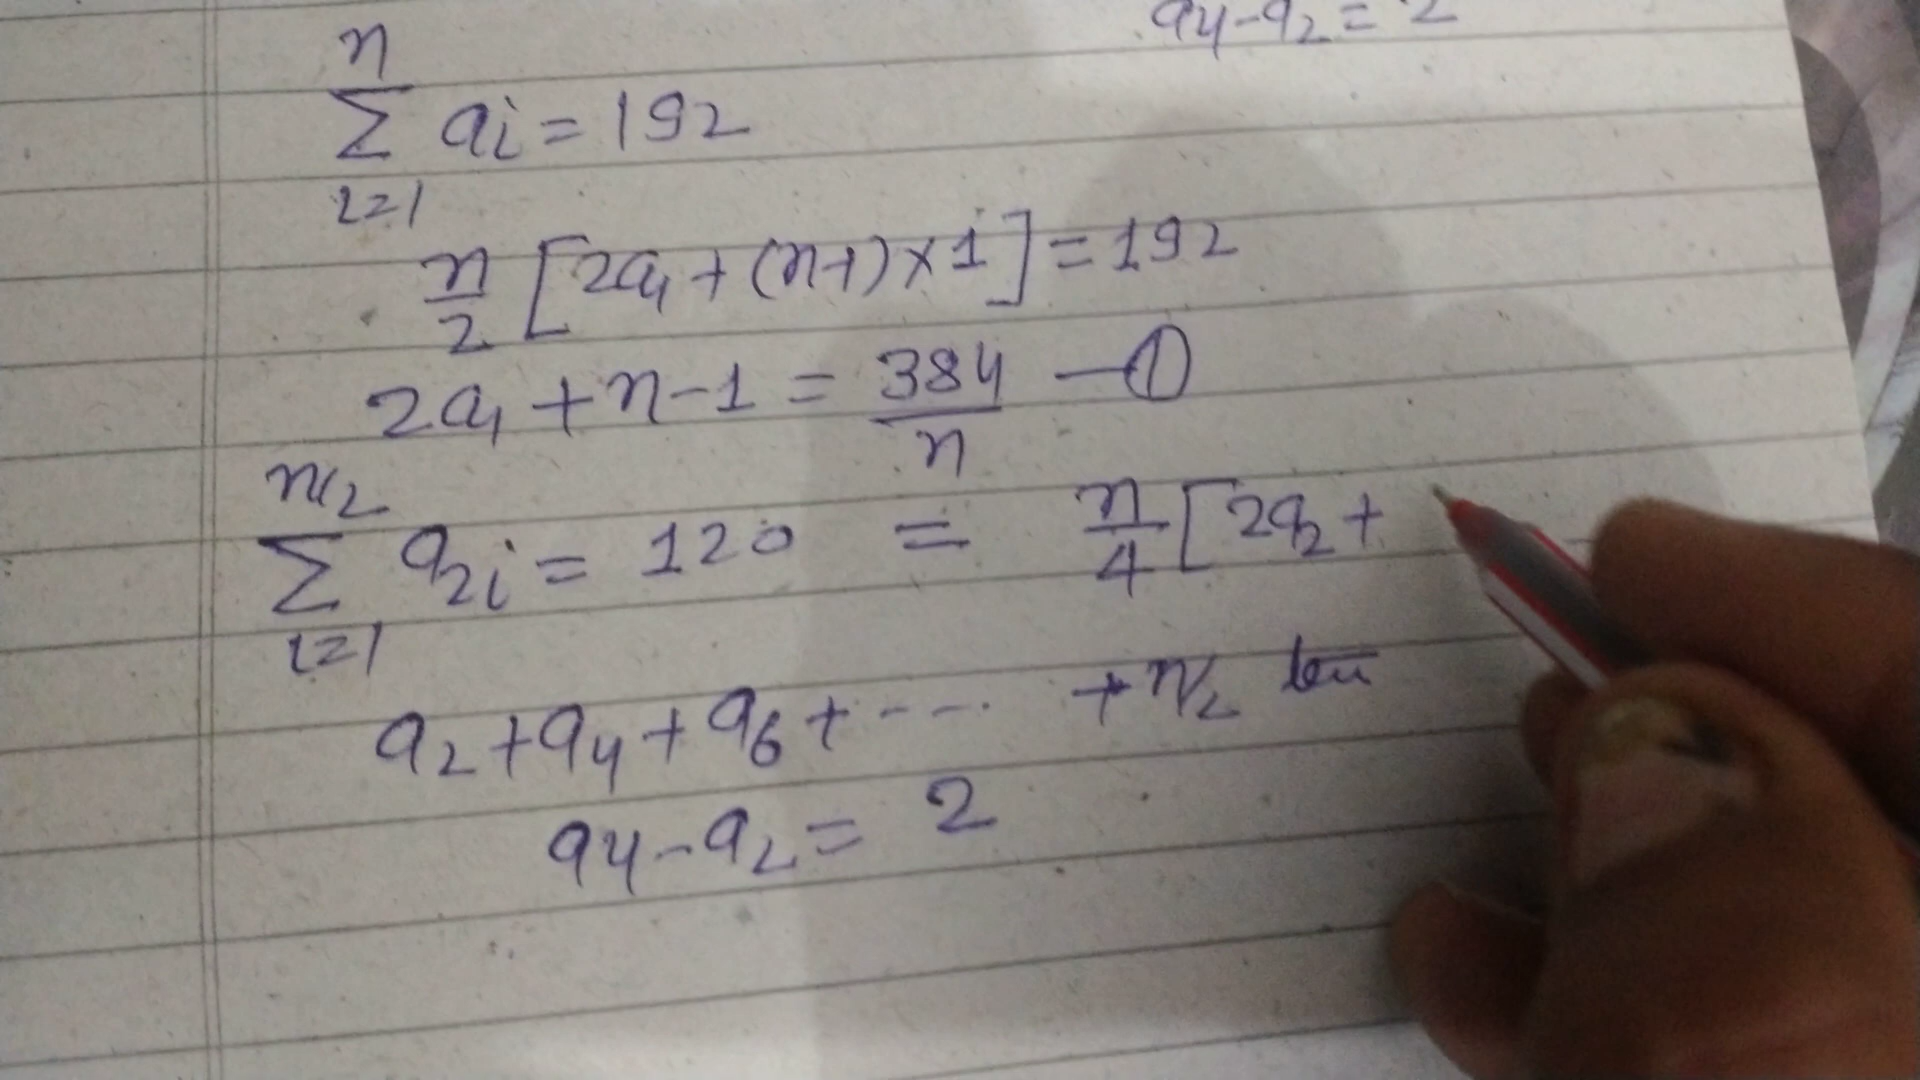 a4-a2 = 2
n
Σ ai = 192
i=1
n/2 [2a1 + (n-1) × 1] = 192
2a1 + n - 1 = 384/n — ①
n/2
Σ a2i = 120 = n/4 [2a2 +
i=1
a2 + a4 + a6 + - - - - + n/2
a4 - a2 = 2